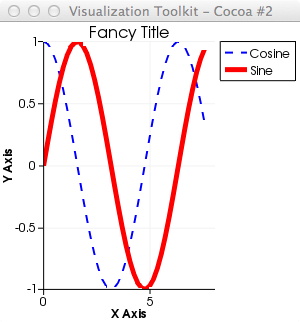 Visualization Toolkit - Cocoa #2
Fancy Title
Cosine
Sine
1
0.5
0
-0.5
-1
Y Axis
0
5
X Axis